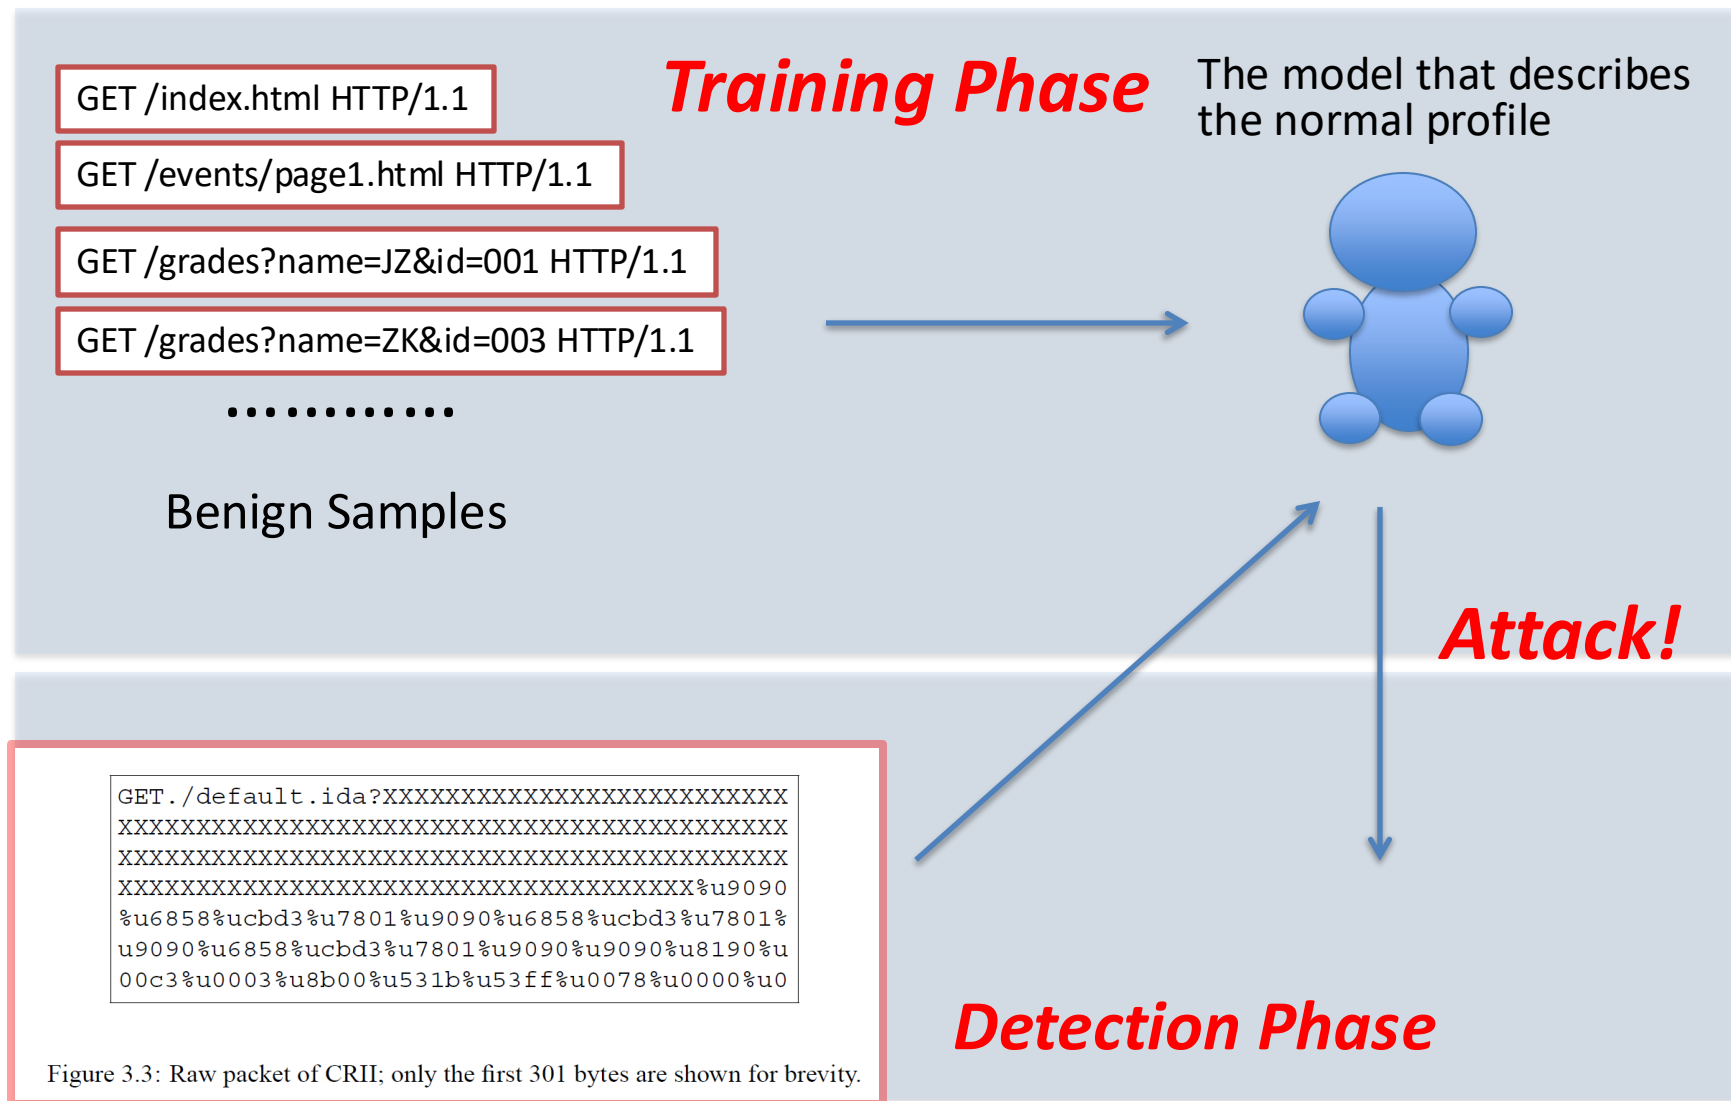 Training Phase
The model that describes
the normal profile
GET /index.html HTTP/1.1
GET /events/page1.html HTTP/1.1
GET /grades?name=JZ&id=001 HTTP/1.1
GET /grades?name=ZK&id=003 HTTP/1.1
............
Benign Samples
Attack!
GET./default.ida?XXXXXXXXXXXXXXXXXXXXXXXXXX
XXXXXXXXXXXXXXXXXXXXXXXXXXXXXXXXXXXXXXXXXXX
XXXXXXXXXXXXXXXXXXXXXXXXXXXXXXXXXXXXXXXXXXX
XXXXXXXXXXXXXXXXXXXXXXXXXXXXXXXXXXXXX%u9090
%u6858%ucbd3%u7801%u9090%u6858%ucbd3%u7801%
u9090%u6858%ucbd3%u7801%u9090%u9090%u8190%u
00c3%u0003%u8b00%u531b%u53ff%u0078%u0000%u0
Figure 3.3: Raw packet of CRII; only the first 301 bytes are shown for brevity.
Detection Phase